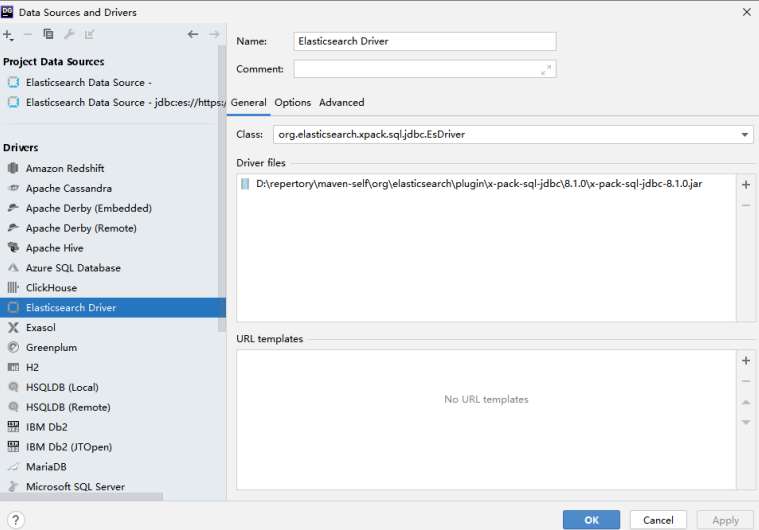 DG Data Sources and Drivers
Name: Elasticsearch Driver
Comment:
Project Data Sources
Elasticsearch Data Source -
Elasticsearch Data Source - jdbc:es://https:/
General Options Advanced
Class: org.elasticsearch.xpack.sql.jdbc.EsDriver
Driver files
D:\repertory\maven-self\org\elasticsearch\plugin\x-pack-sql-jdbc\8.1.0\x-pack-sql-jdbc-8.1.0.jar
Drivers
Amazon Redshift
Apache Cassandra
Apache Derby (Embedded)
Apache Derby (Remote)
Apache Hive
Azure SQL Database
ClickHouse
Elasticsearch Driver
Exasol
Greenplum
H2
HSQLDB (Local)
HSQLDB (Remote)
IBM Db2
IBM Db2 (JTOpen)
MariaDB
Microsoft SQL Server
URL templates
No URL templates
?
OK
Cancel
Apply